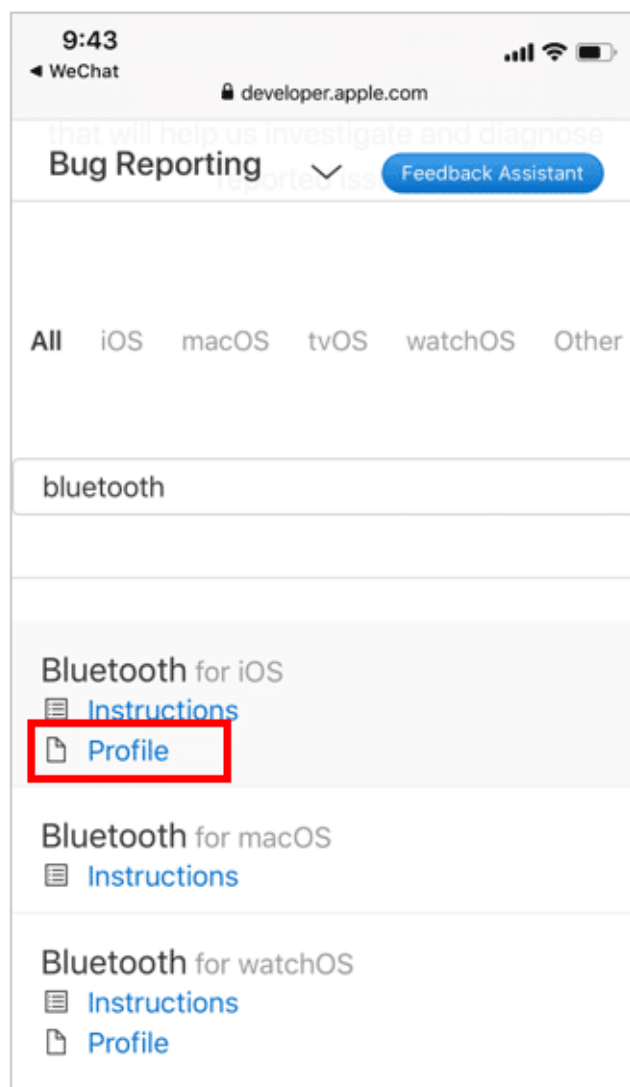 9:43
◀ WeChat
developer.apple.com
that will help us investigate and diagnose
reported iss
Bug Reporting
Feedback Assistant
All iOS macOS tvOS watchOS Other
bluetooth
Bluetooth for iOS
Instructions
Profile
Bluetooth for macOS
Instructions
Bluetooth for watchOS
Instructions
Profile